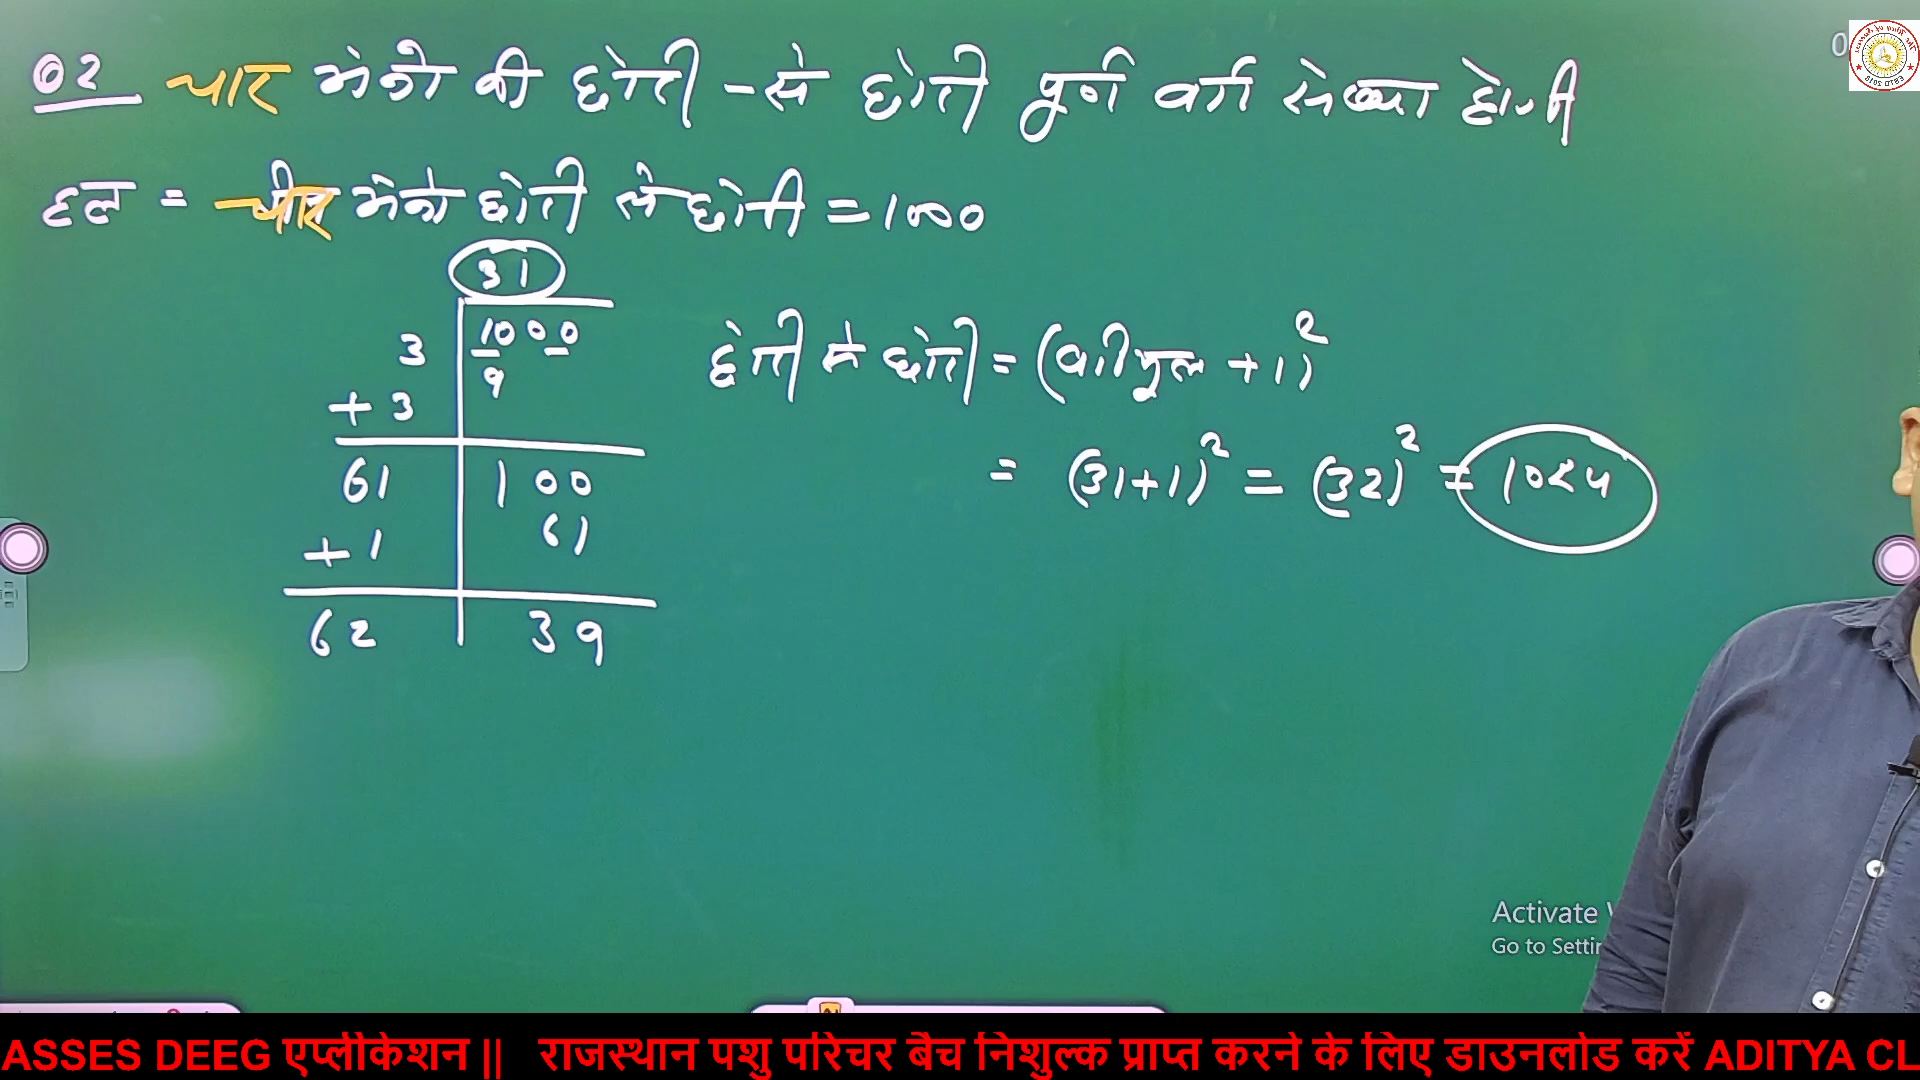 Q2 चार अंको की छोटी-से छोटी पूर्ण वर्ग संख्या होगी
हल = चार अंको छोटी से छोटी = 1000
31
3 1000
+ 3 9
61 100
+ 1 61
62 39
छोटी से छोटी = (वर्गमूल + 1)²
= (31+1)² = (32)² = 1024
Activate
Go to Settin
ASSES DEEG एप्लीकेशन || राजस्थान पशु परिचर बैच निशुल्क प्राप्त करने के लिए डाउनलोड करें ADITYA CL